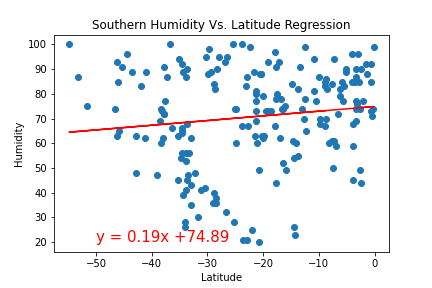 Southern Humidity Vs. Latitude Regression
100
90
80
70
60
50
40
30
20
Humidity
y = 0.19x +74.89
−50 −40 −30 −20 −10 0
Latitude